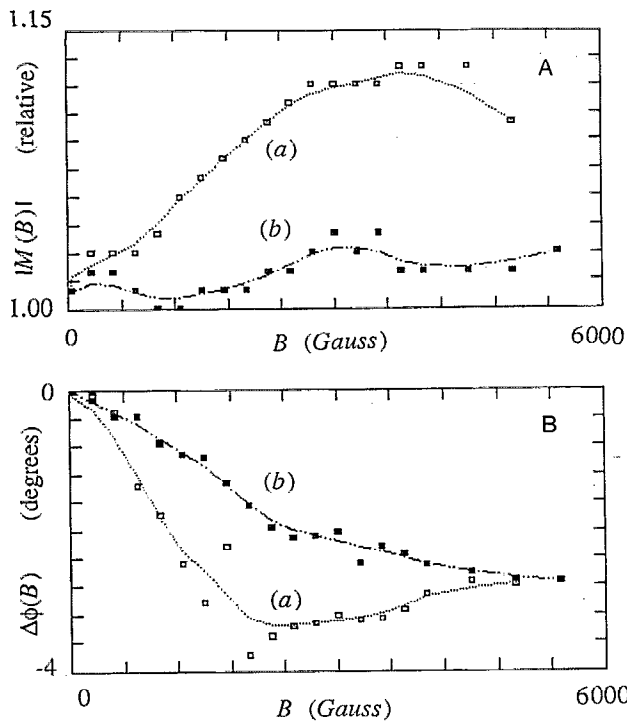 1.15
A
|M(B)| (relative)
(a)
(b)
1.00
0
6000
B (Gauss)
0
B
Δϕ(B) (degrees)
(b)
(a)
-4
0
6000
B (Gauss)